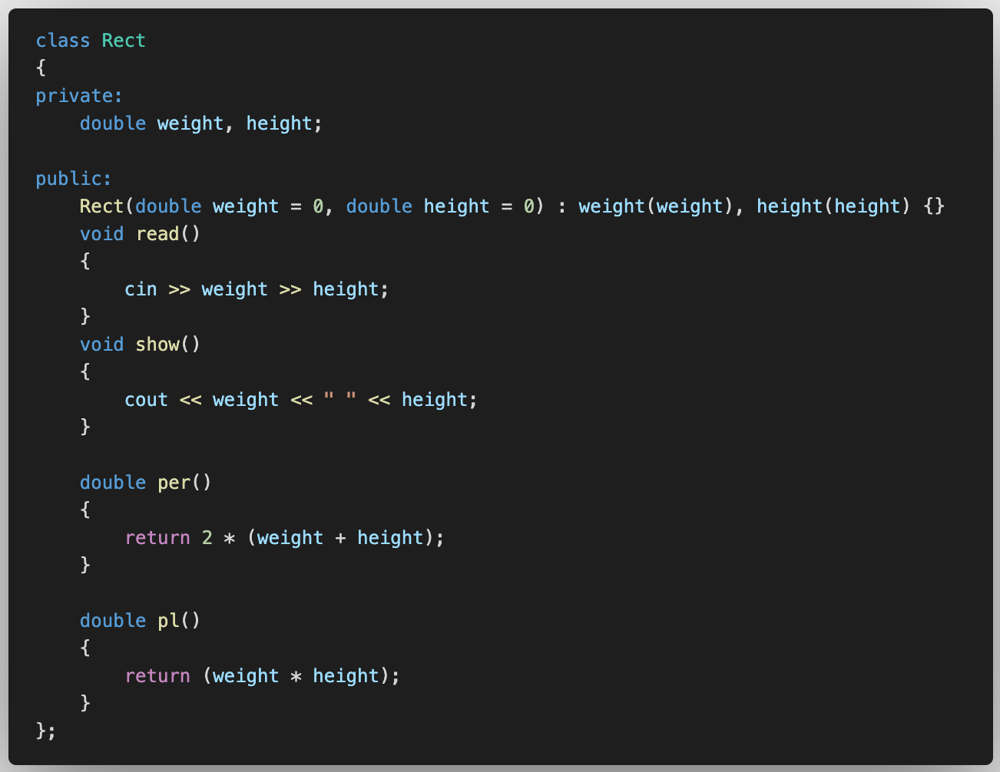 class Rect
{
private:
    double weight, height;

public:
    Rect(double weight = 0, double height = 0) : weight(weight), height(height) {}
    void read()
    {
        cin >> weight >> height;
    }
    void show()
    {
        cout << weight << " " << height;
    }

    double per()
    {
        return 2 * (weight + height);
    }

    double pl()
    {
        return (weight * height);
    }
};